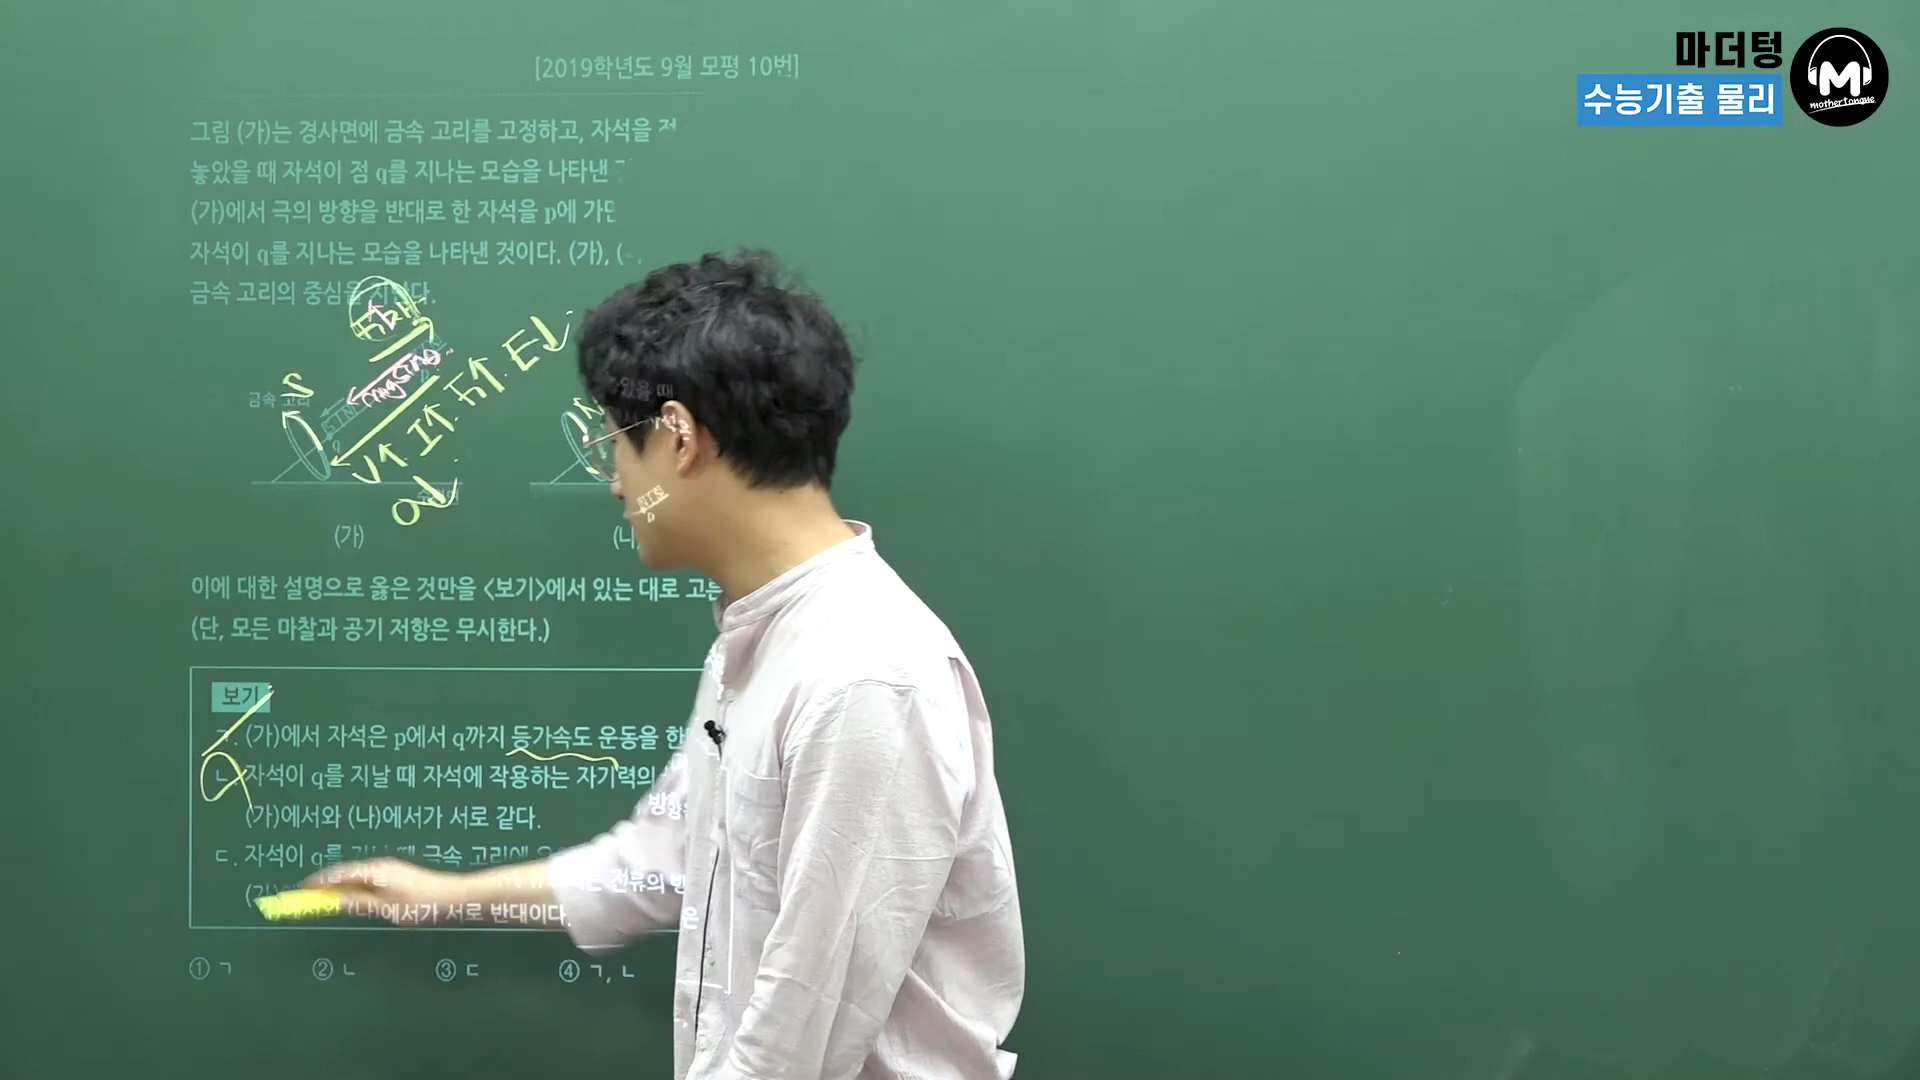 마더텅
수능기출 물리
M
mothertongue
[2019학년도 9월 모평 10번]
그림 (가)는 경사면에 금속 고리를 고정하고, 자석을
놓았을 때 자석이 점 q를 지나는 모습을 나타낸
(가)에서 극의 방향을 반대로 한 자석을 p에
자석이 q를 지나는 모습을 나타낸 것이다. (가), (
금속 고리의 중심을 지난다.
금속 고리
S
mgsinθ
V↑ I↑ F↑ E↓
a↓
p
q
N
수평면
(가)
(나
이에 대한 설명으로 옳은 것만을 <보기>에서 있는 대로 고른
(단, 모든 마찰과 공기 저항은 무시한다.)
보기
ㄱ. (가)에서 자석은 p에서 q까지 등가속도 운동을 한
ㄴ. 자석이 q를 지날 때 자석에 작용하는 자기력의
(가)에서와 (나)에서가 서로 같다.
ㄷ. 자석이 q를 지날 때 금속 고리에 유도되는 전류의
(가)에서와 (나)에서가 서로 반대이다.
① ㄱ ② ㄴ ③ ㄷ ④ ㄱ, ㄴ